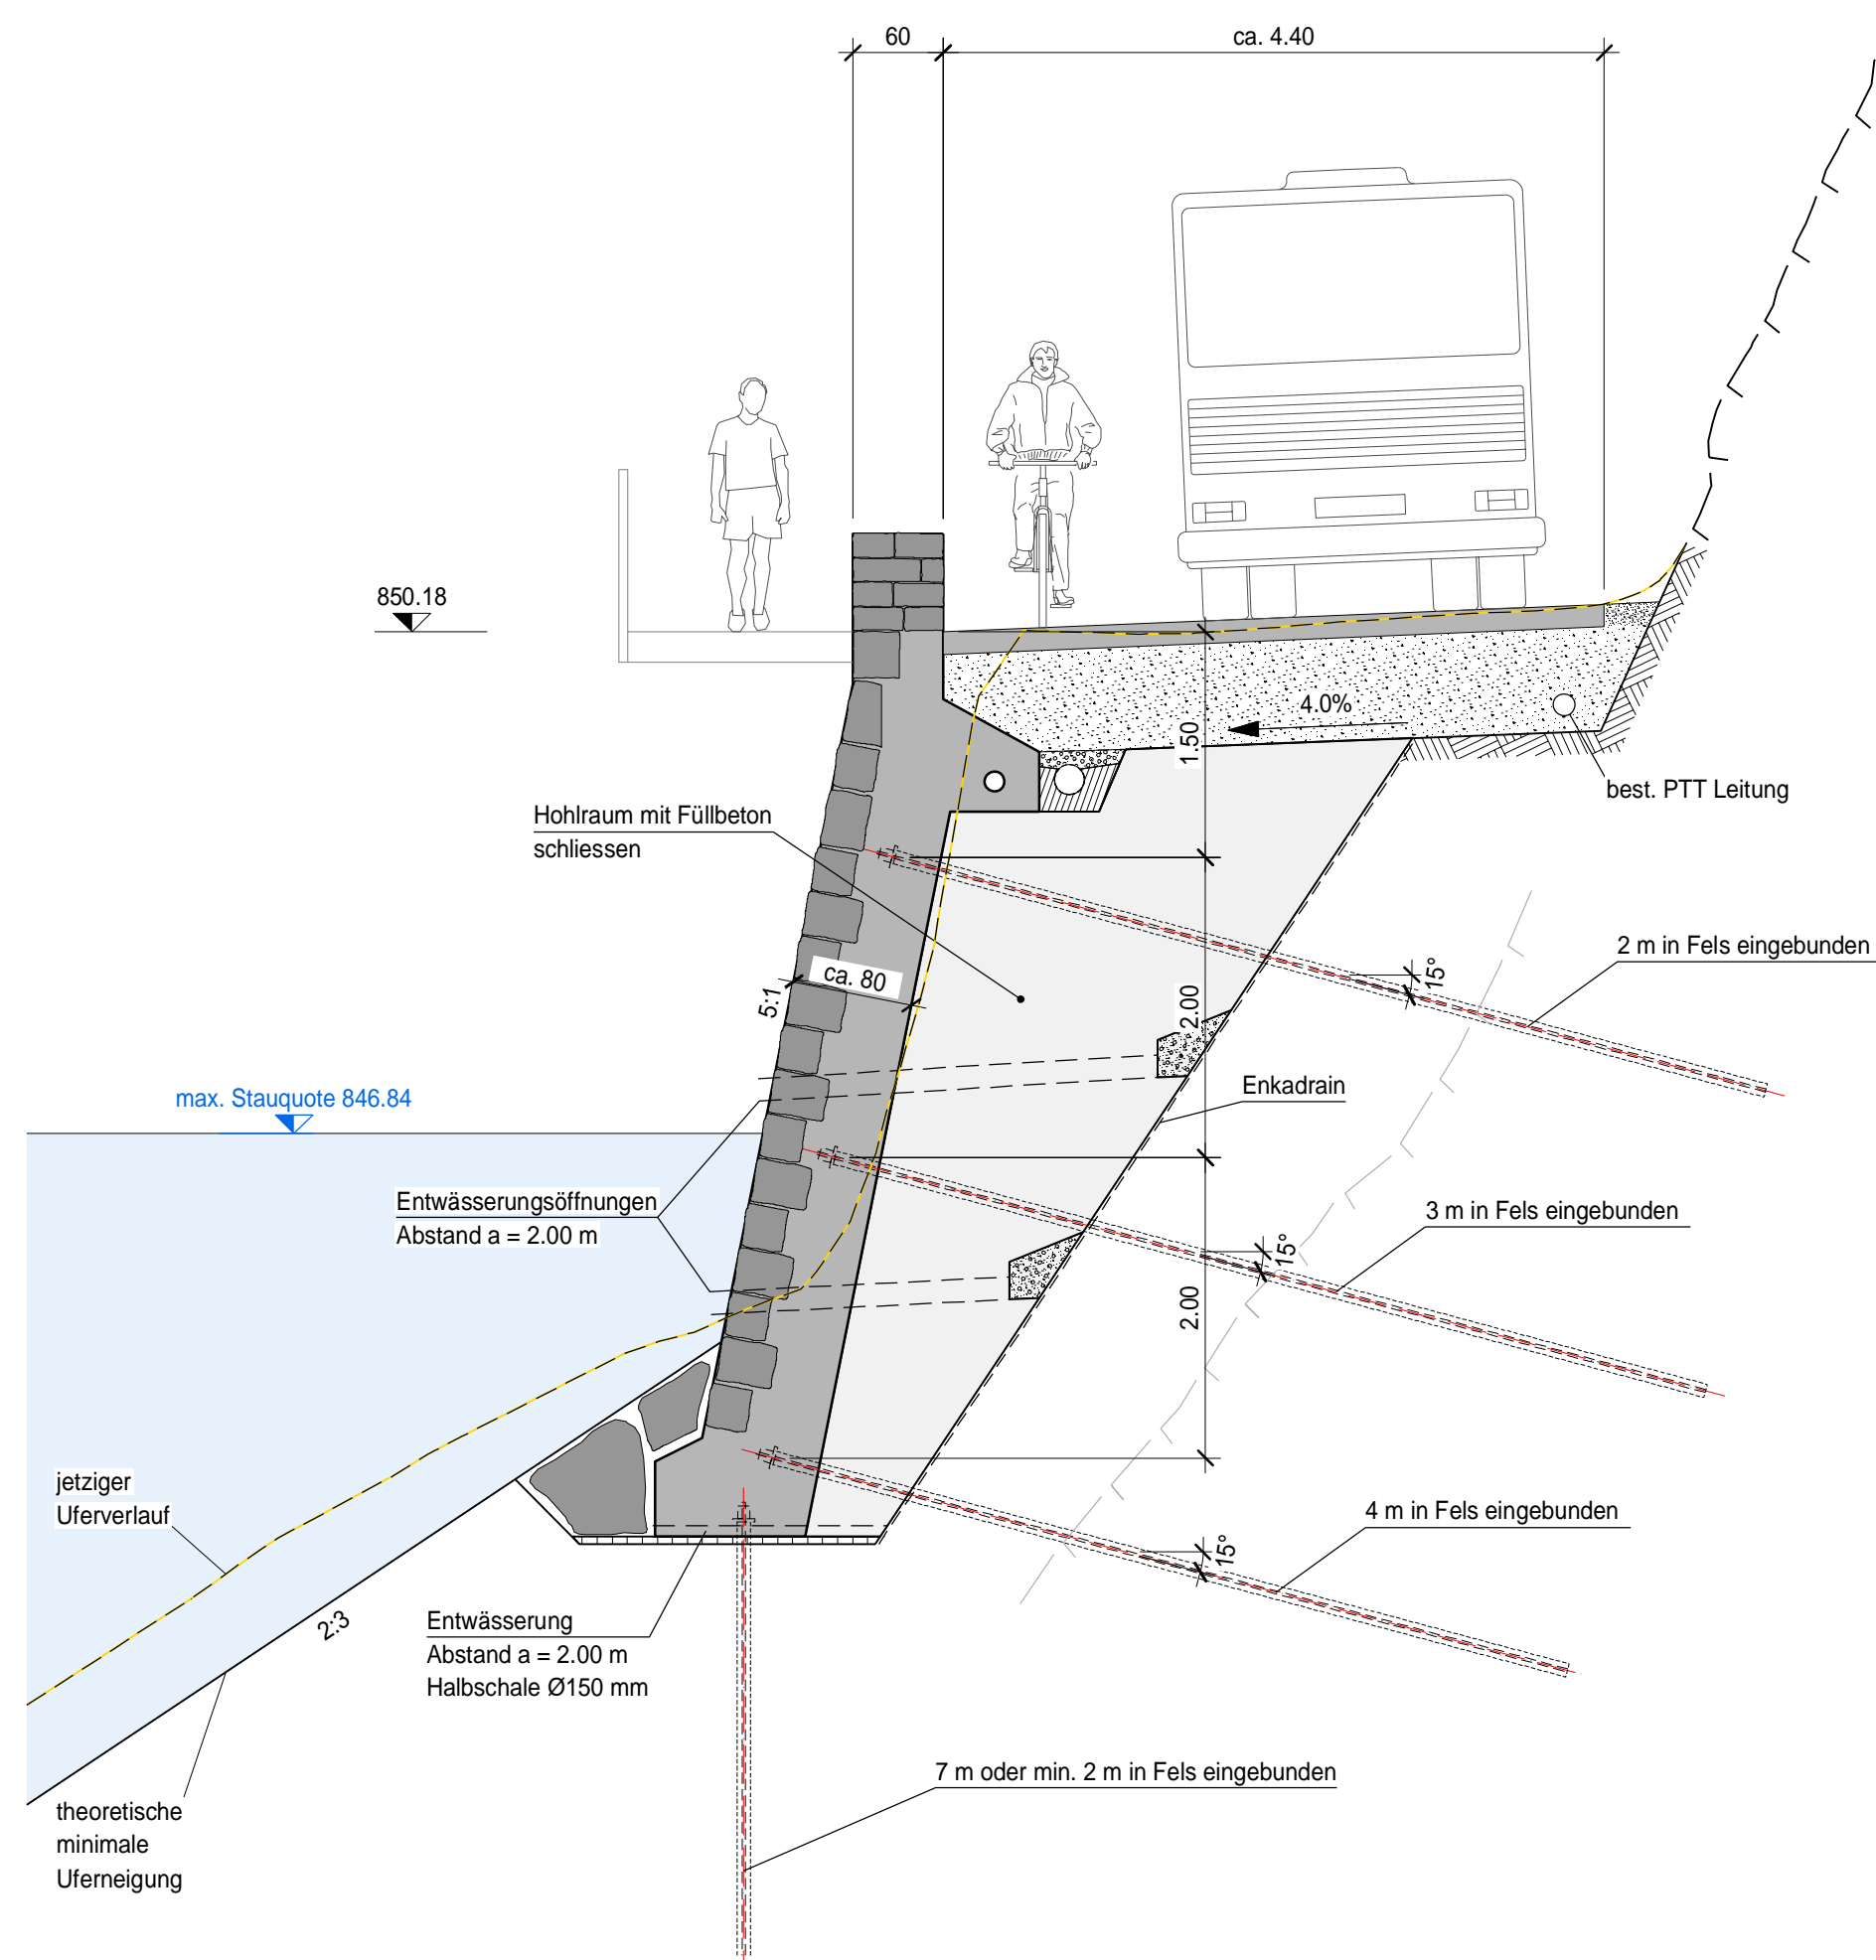 60
ca. 4.40
850.18
4.0%
1.50
best. PTT Leitung
Hohlraum mit Füllbeton
schliessen
2 m in Fels eingebunden
15°
ca. 80
5:1
2.00
Enkadrain
max. Stauquote 846.84
Entwässerungsöffnungen
Abstand a = 2.00 m
3 m in Fels eingebunden
15°
2.00
jetziger
Uferverlauf
4 m in Fels eingebunden
15°
2:3
Entwässerung
Abstand a = 2.00 m
Halbschale Ø150 mm
7 m oder min. 2 m in Fels eingebunden
theoretische
minimale
Uferneigung